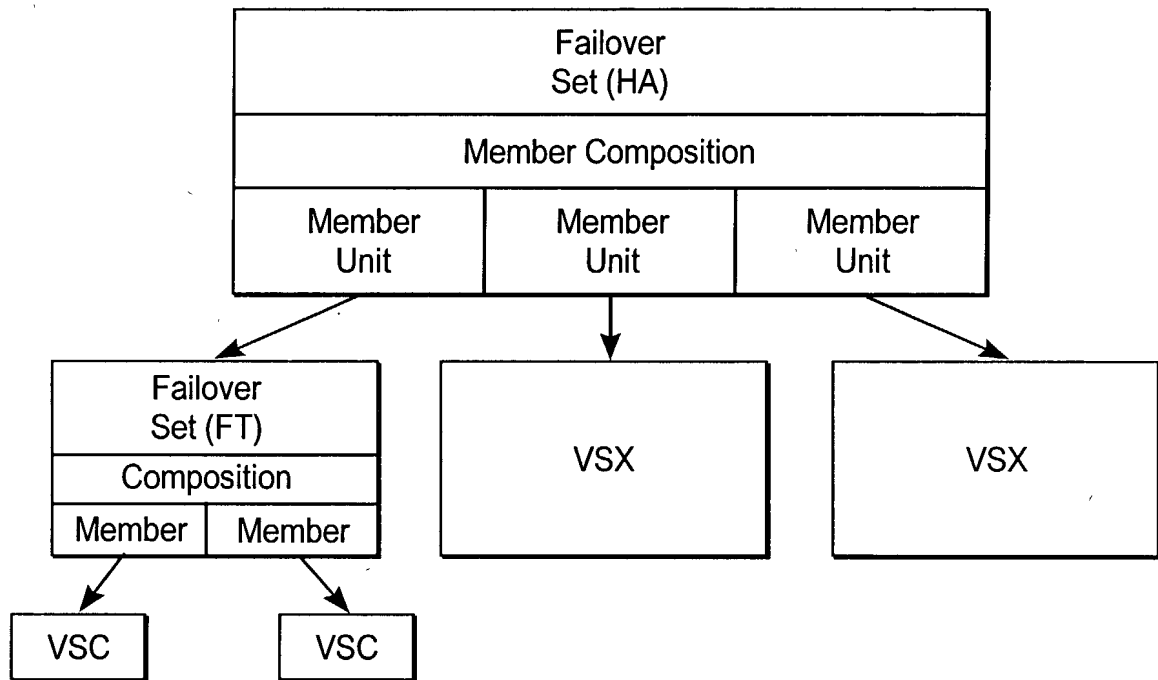 Failover
Set (HA)
Member Composition
Member
Unit
Member
Unit
Member
Unit
Failover
Set (FT)
Composition
Member
Member
VSX
VSX
VSC
VSC